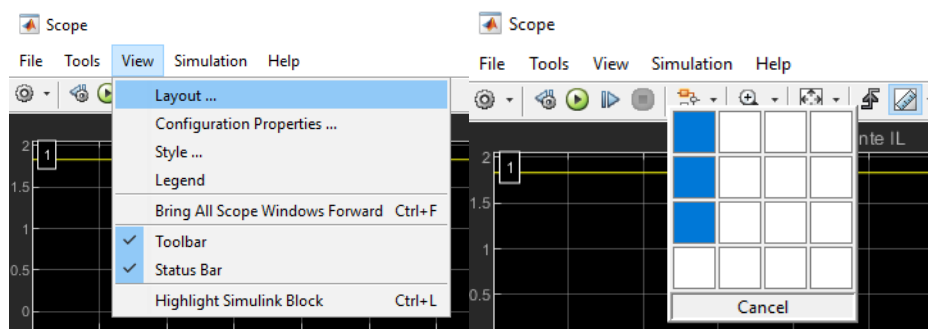 Scope
File Tools View Simulation Help
Layout ...
Configuration Properties ...
Style ...
Legend
Bring All Scope Windows Forward Ctrl+F
Toolbar
Status Bar
Highlight Simulink Block Ctrl+L
2
1
1.5
1
0.5
0
Scope
File Tools View Simulation Help
nte IL
2
1
1.5
1
0.5
Cancel